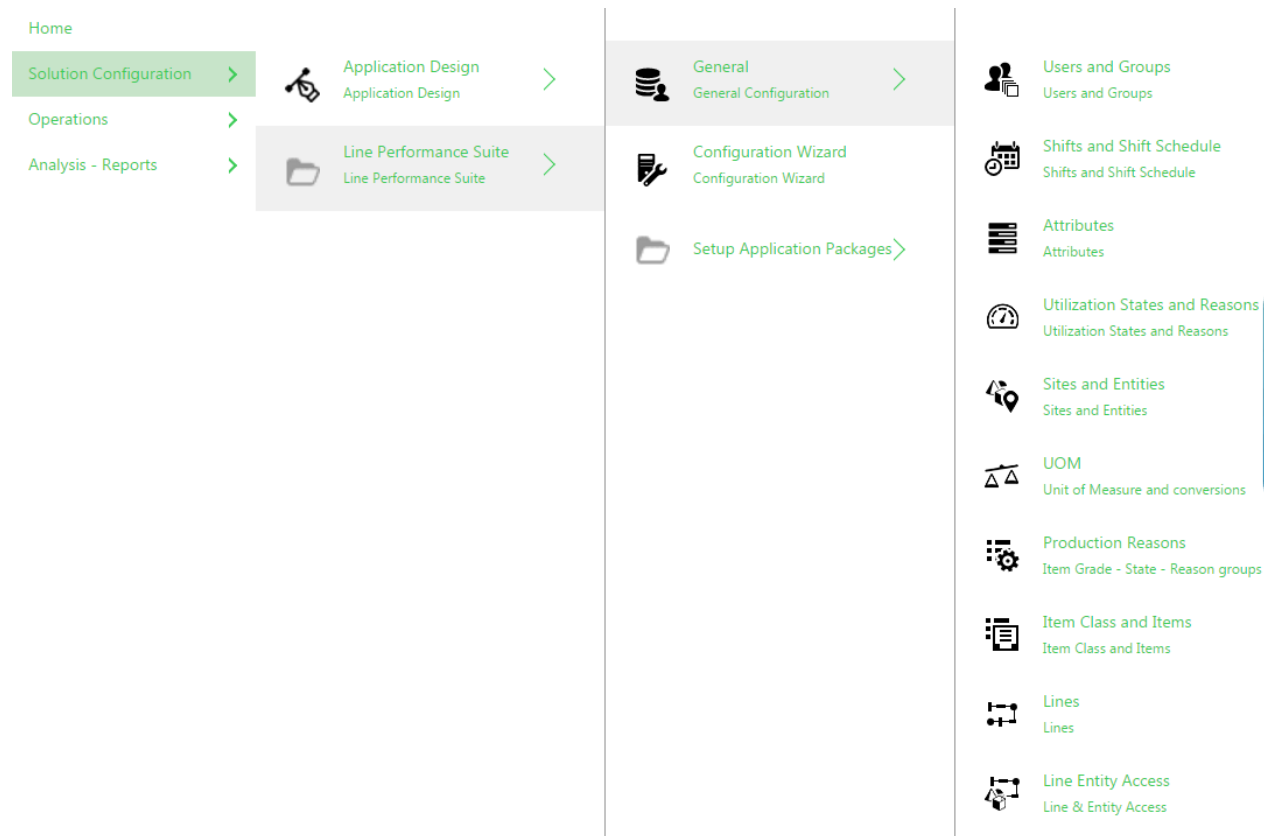 Home
Solution Configuration
Operations
Analysis - Reports
Application Design
Application Design
Line Performance Suite
Line Performance Suite
General
General Configuration
Configuration Wizard
Configuration Wizard
Setup Application Packages
Users and Groups
Users and Groups
Shifts and Shift Schedule
Shifts and Shift Schedule
Attributes
Attributes
Utilization States and Reasons
Utilization States and Reasons
Sites and Entities
Sites and Entities
UOM
Unit of Measure and conversions
Production Reasons
Item Grade - State - Reason groups
Item Class and Items
Item Class and Items
Lines
Lines
Line Entity Access
Line & Entity Access